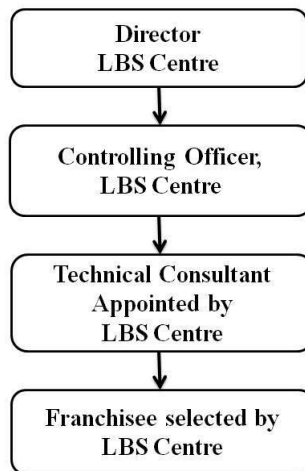 Director
LBS Centre
Controlling Officer,
LBS Centre
Technical Consultant
Appointed by
LBS Centre
Franchisee selected by
LBS Centre